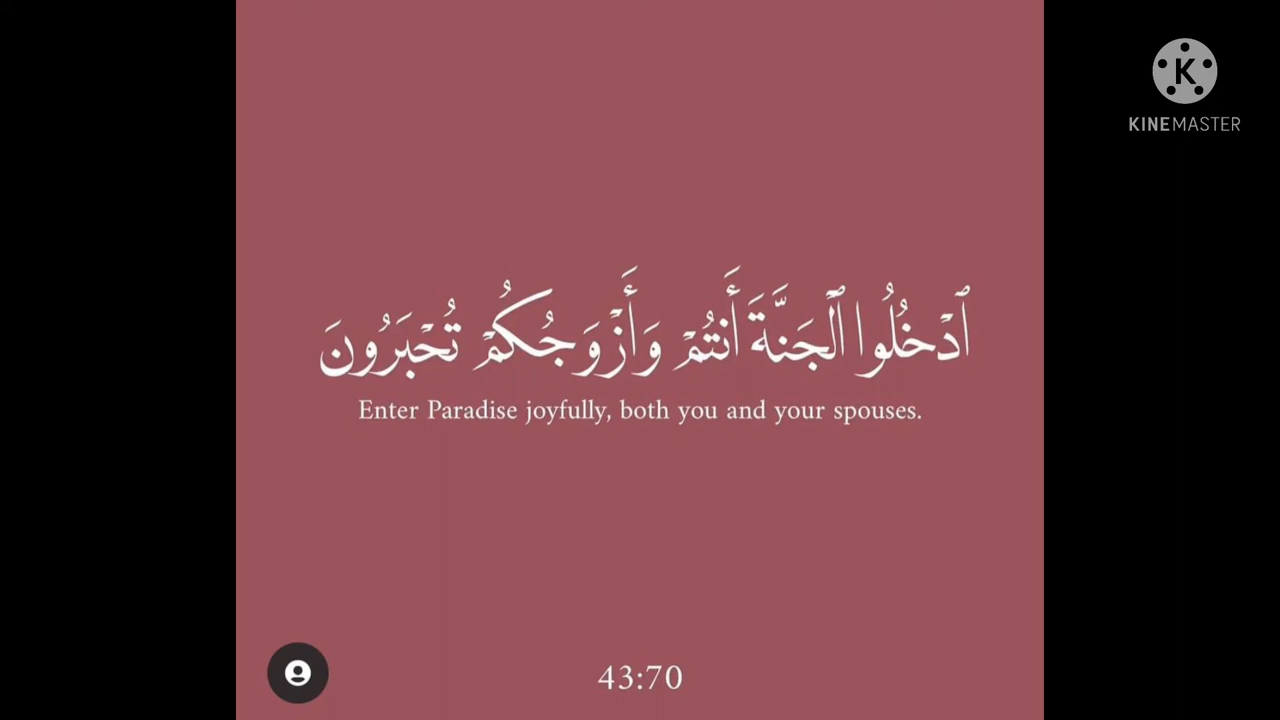 KINEMASTER
ٱدْخُلُوا ٱلْجَنَّةَ أَنتُمْ وَأَزْوَجُكُمْ تُحْبَرُونَ
Enter Paradise joyfully, both you and your spouses.
43:70